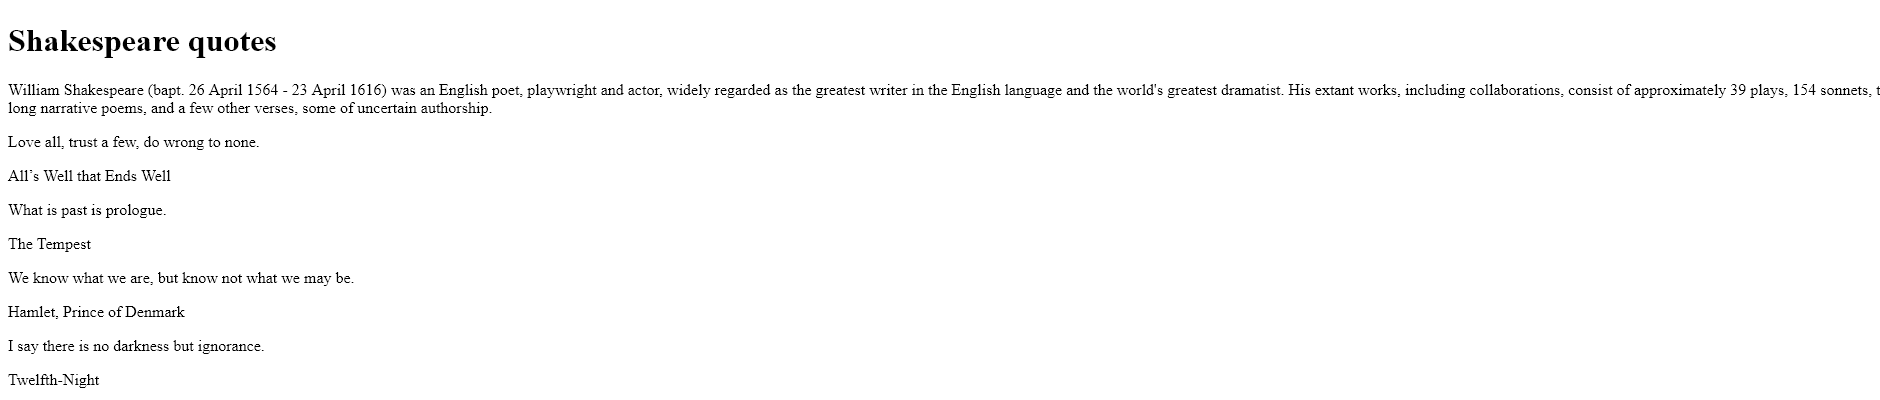 Shakespeare quotes
William Shakespeare (bapt. 26 April 1564 - 23 April 1616) was an English poet, playwright and actor, widely regarded as the greatest writer in the English language and the world's greatest dramatist. His extant works, including collaborations, consist of approximately 39 plays, 154 sonnets,
long narrative poems, and a few other verses, some of uncertain authorship.
Love all, trust a few, do wrong to none.
All’s Well that Ends Well
What is past is prologue.
The Tempest
We know what we are, but know not what we may be.
Hamlet, Prince of Denmark
I say there is no darkness but ignorance.
Twelfth-Night